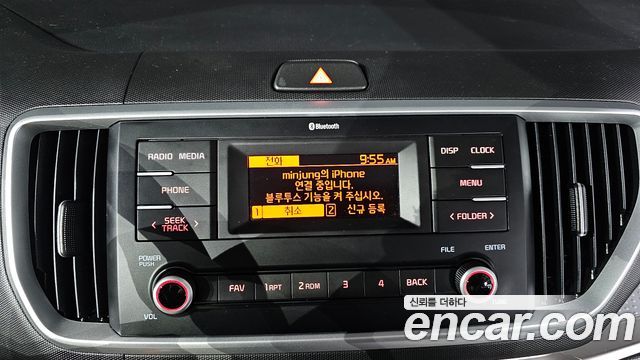 Bluetooth
RADIO MEDIA
전화 9:55 AM
DISP CLOCK
minjung의 iPhone
연결 중입니다.
블루투스 기능을 켜 주십시오.
PHONE
MENU
1 취소 2 신규 등록
SEEK
TRACK
FOLDER
POWER
PUSH
FILE
ENTER
FAV 1 RPT 2 RDM 3 4 BACK
VOL
신뢰를 더하다
encar.com